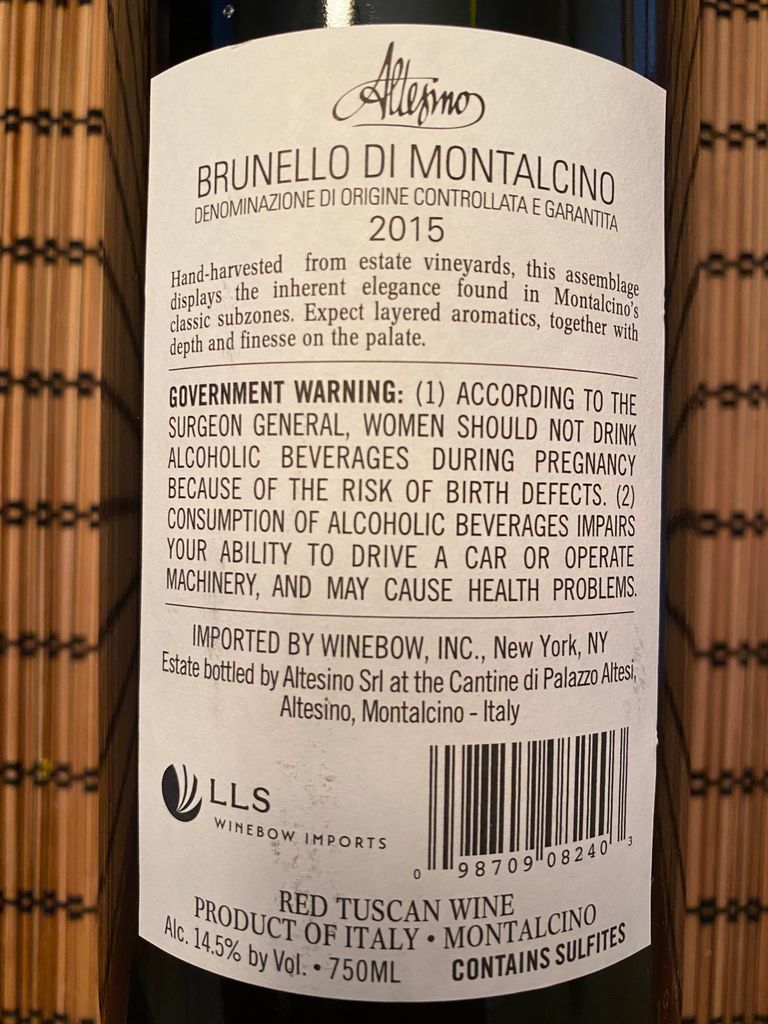 Altesino
BRUNELLO DI MONTALCINO
DENOMINAZIONE DI ORIGINE CONTROLLATA E GARANTITA
2015
Hand-harvested from estate vineyards, this assemblage
displays the inherent elegance found in Montalcino's
classic subzones. Expect layered aromatics, together with
depth and finesse on the palate.
GOVERNMENT WARNING: (1) ACCORDING TO THE
SURGEON GENERAL, WOMEN SHOULD NOT DRINK
ALCOHOLIC BEVERAGES DURING PREGNANCY
BECAUSE OF THE RISK OF BIRTH DEFECTS. (2)
CONSUMPTION OF ALCOHOLIC BEVERAGES IMPAIRS
YOUR ABILITY TO DRIVE A CAR OR OPERATE
MACHINERY, AND MAY CAUSE HEALTH PROBLEMS.
IMPORTED BY WINEBOW, INC., New York, NY
Estate bottled by Altesino Srl at the Cantine di Palazzo Altesi,
Altesino, Montalcino - Italy
LLS
WINEBOW IMPORTS
0 98709 08240 3
RED TUSCAN WINE
PRODUCT OF ITALY • MONTALCINO
Alc. 14.5% by Vol. • 750ML CONTAINS SULFITES